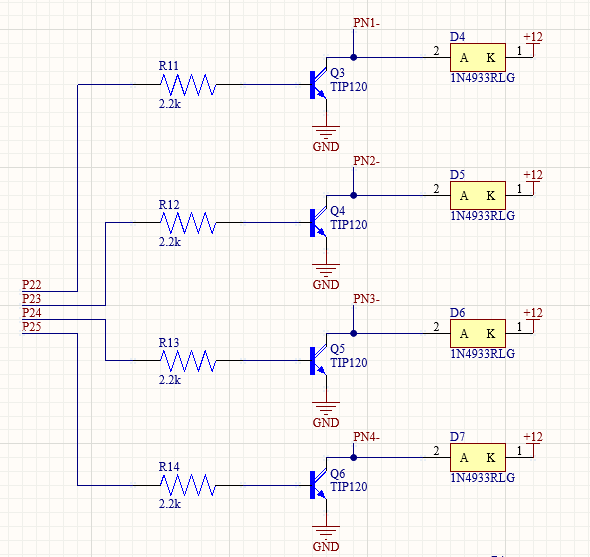 PN1-
D4
+12
2 A K 1
1N4933RLG
R11
2.2k
Q3
TIP120
GND
PN2-
D5
+12
2 A K 1
1N4933RLG
R12
2.2k
Q4
TIP120
GND
P22
P23
P24
P25
PN3-
D6
+12
2 A K 1
1N4933RLG
R13
2.2k
Q5
TIP120
GND
PN4-
D7
+12
2 A K 1
1N4933RLG
R14
2.2k
Q6
TIP120
GND